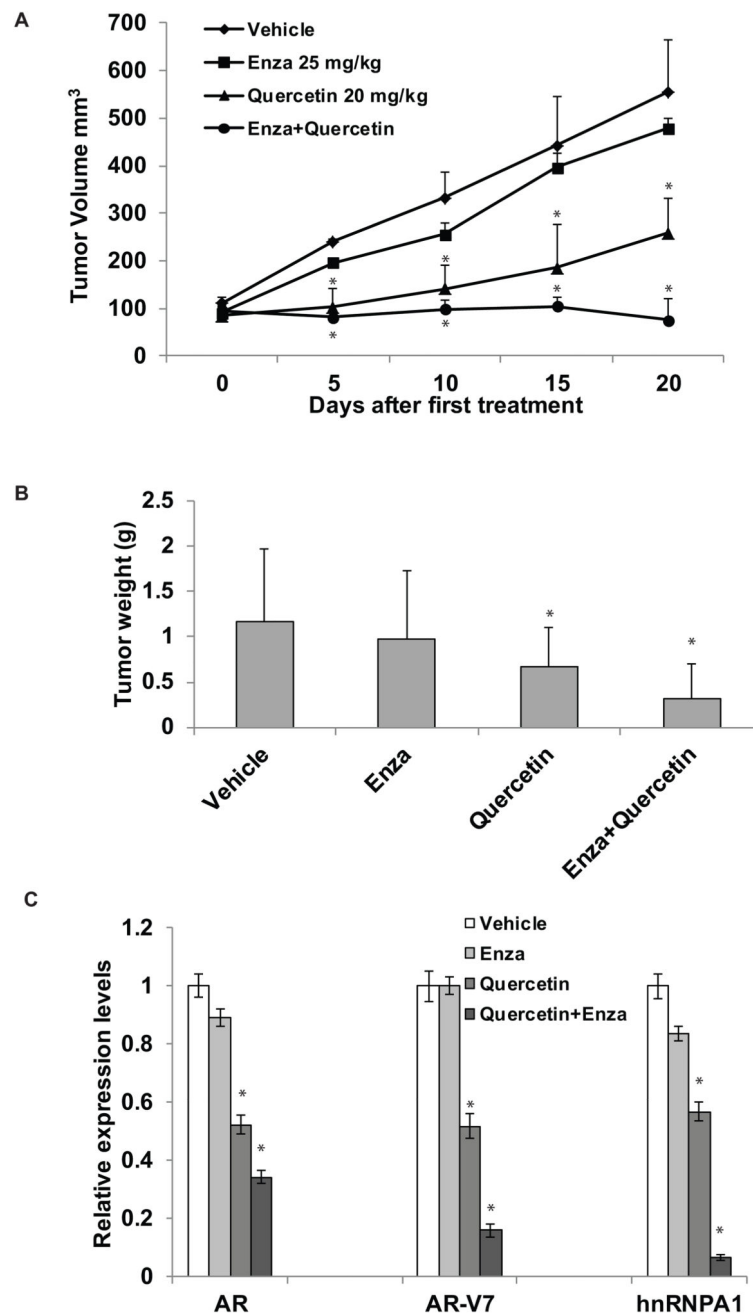 A
700
600
500
400
300
200
100
0
Tumor Volume mm³
Vehicle
Enza 25 mg/kg
Quercetin 20 mg/kg
Enza+Quercetin
*
*
*
*
*
*
*
*
0 5 10 15 20
Days after first treatment
B
2.5
2
1.5
1
0.5
0
Tumor weight (g)
*
*
Vehicle
Enza
Quercetin
Enza+Quercetin
C
1.2
1
0.8
0.6
0.4
0.2
0
Relative expression levels
Vehicle
Enza
Quercetin
Quercetin+Enza
*
*
*
*
*
*
AR AR-V7 hnRNPA1